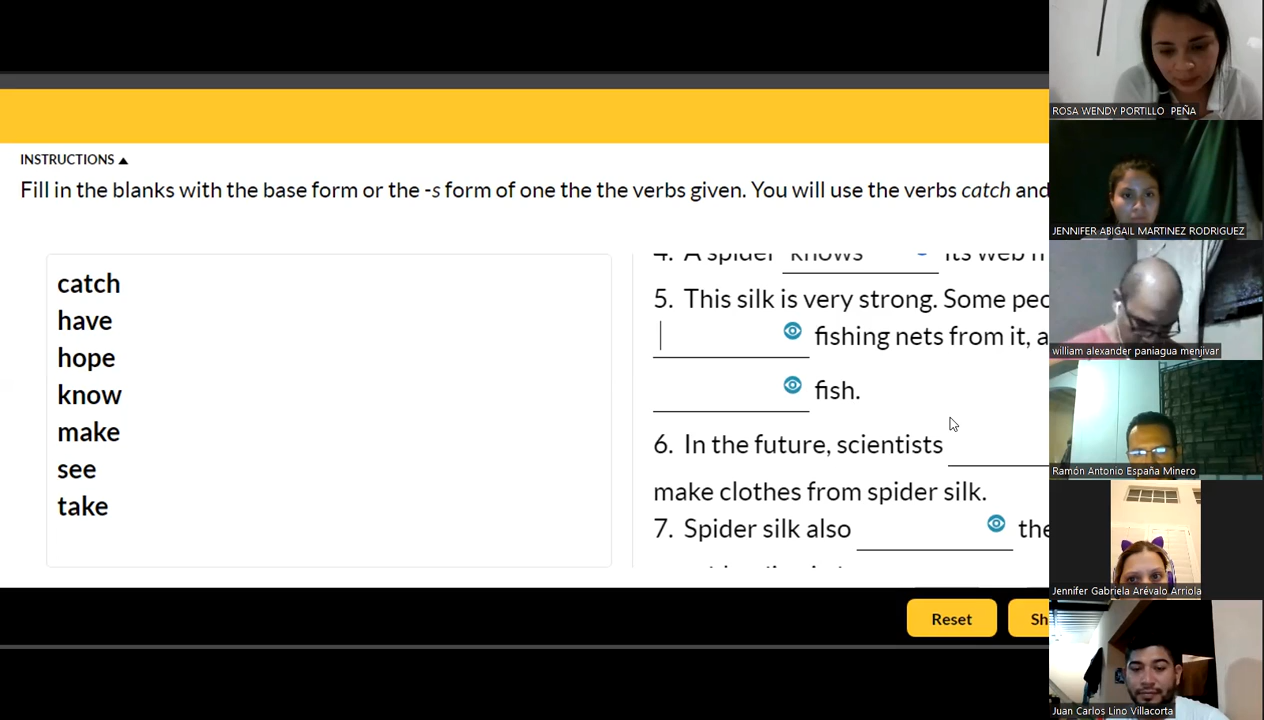 INSTRUCTIONS ▲
Fill in the blanks with the base form or the -s form of one the the verbs given. You will use the verbs catch and
catch
have
hope
know
make
see
take
4. A spider knows its web
5. This silk is very strong. Some
fishing nets from it,
fish.
6. In the future, scientists
make clothes from spider silk.
7. Spider silk also
Reset
ROSA WENDY PORTILLO PEÑA
JENNIFER ABIGAIL MARTINEZ RODRIGUEZ
william alexander paniagua menjivar
Ramón Antonio España Minero
Jennifer Gabriela Arévalo Arriola
Juan Carlos Lino Villacorta